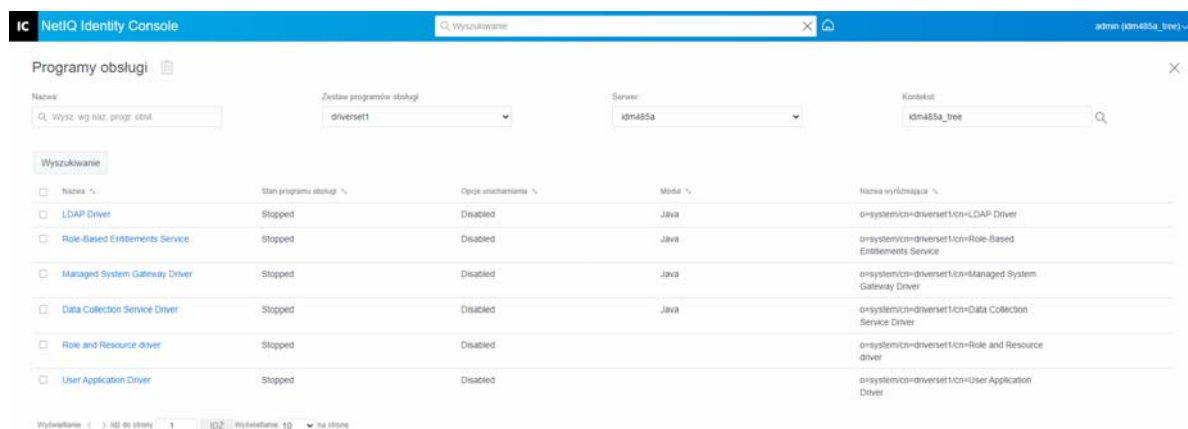 IC NetIQ Identity Console
Wyszukiwanie
admin (idm485a_tree)
Programy obsługi
Nazwa: Zestaw programów obsługi Serwer: Kontekst:
Wysz. wg naz. progr. obsł. driverset1 idm485a idm485a_tree
Wyszukiwanie
Nazwa Stan programu obsługi Opcje uruchamiania Moduł Nazwa wyróżniająca
LDAP Driver Stopped Disabled Java o=system/cn=driverset1/cn=LDAP Driver
Role-Based Entitlements Service Stopped Disabled Java o=system/cn=driverset1/cn=Role-Based
Entitlements Service
Managed System Gateway Driver Stopped Disabled Java o=system/cn=driverset1/cn=Managed System
Gateway Driver
Data Collection Service Driver Stopped Disabled Java o=system/cn=driverset1/cn=Data Collection
Service Driver
Role and Resource driver Stopped Disabled o=system/cn=driverset1/cn=Role and Resource
driver
User Application Driver Stopped Disabled o=system/cn=driverset1/cn=User Application
Driver
Wyświetlanie Idź do strony 1 IDŹ Wyświetlanie 10 na stronę